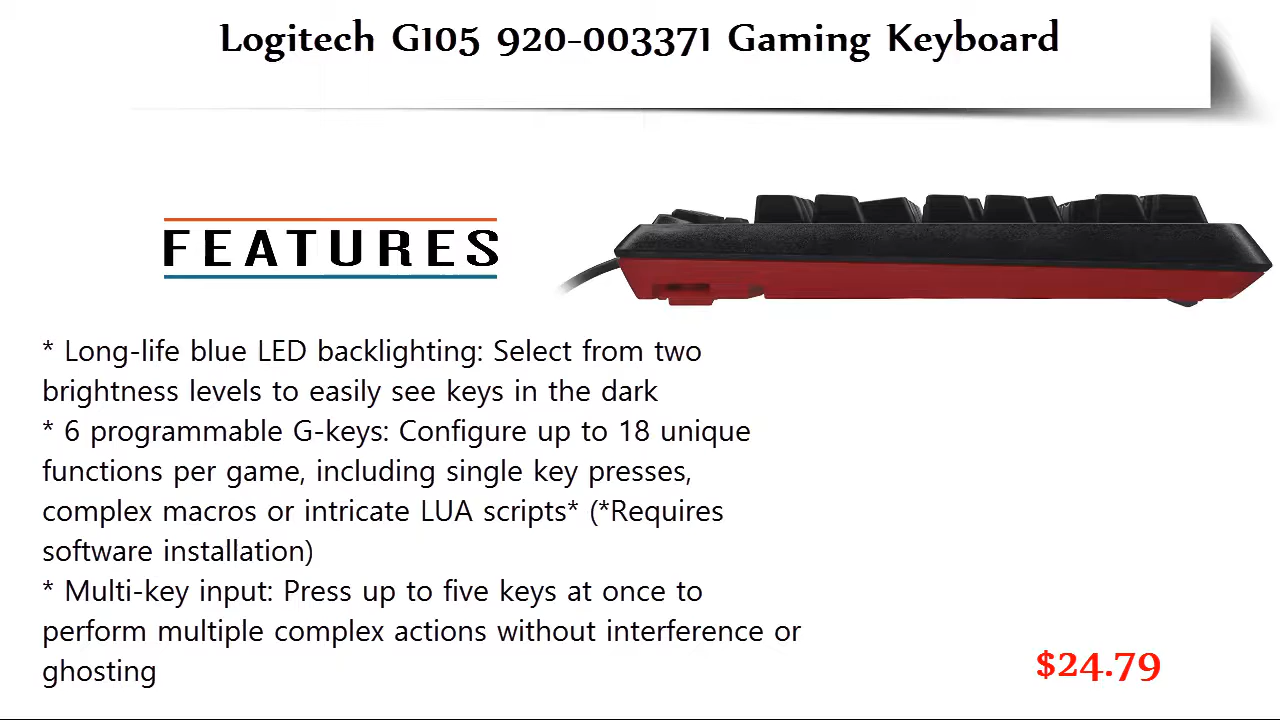 Logitech G105 920-003371 Gaming Keyboard
FEATURES
* Long-life blue LED backlighting: Select from two
brightness levels to easily see keys in the dark
* 6 programmable G-keys: Configure up to 18 unique
functions per game, including single key presses,
complex macros or intricate LUA scripts* (*Requires
software installation)
* Multi-key input: Press up to five keys at once to
perform multiple complex actions without interference or
ghosting
$24.79